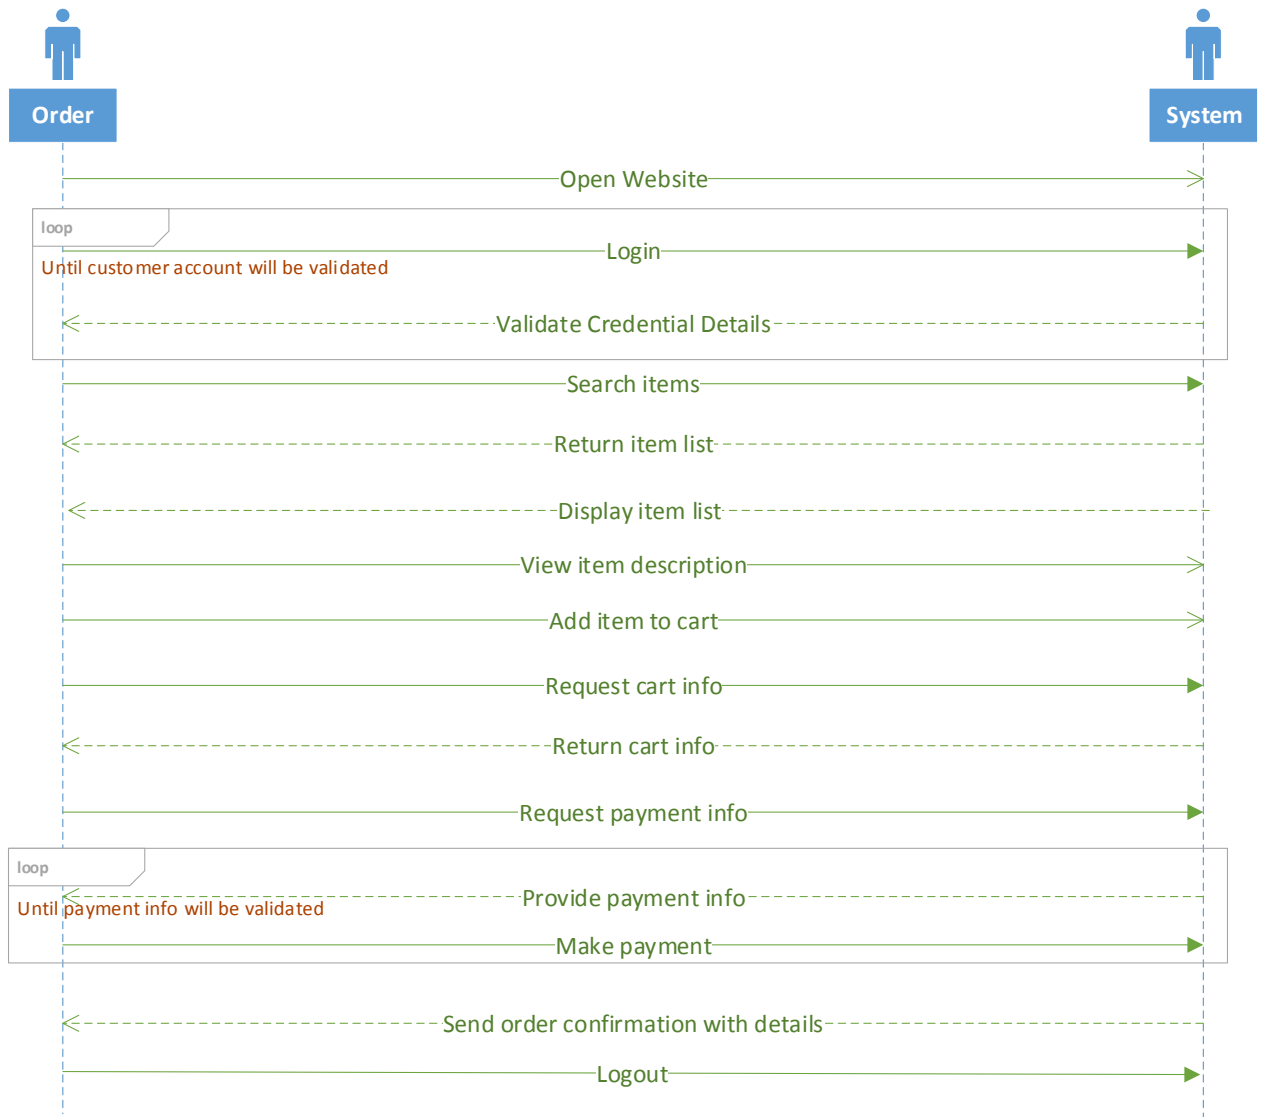 Order
System
Open Website
loop
Login
Until customer account will be validated
Validate Credential Details
Search items
Return item list
Display item list
View item description
Add item to cart
Request cart info
Return cart info
Request payment info
loop
Provide payment info
Until payment info will be validated
Make payment
Send order confirmation with details
Logout